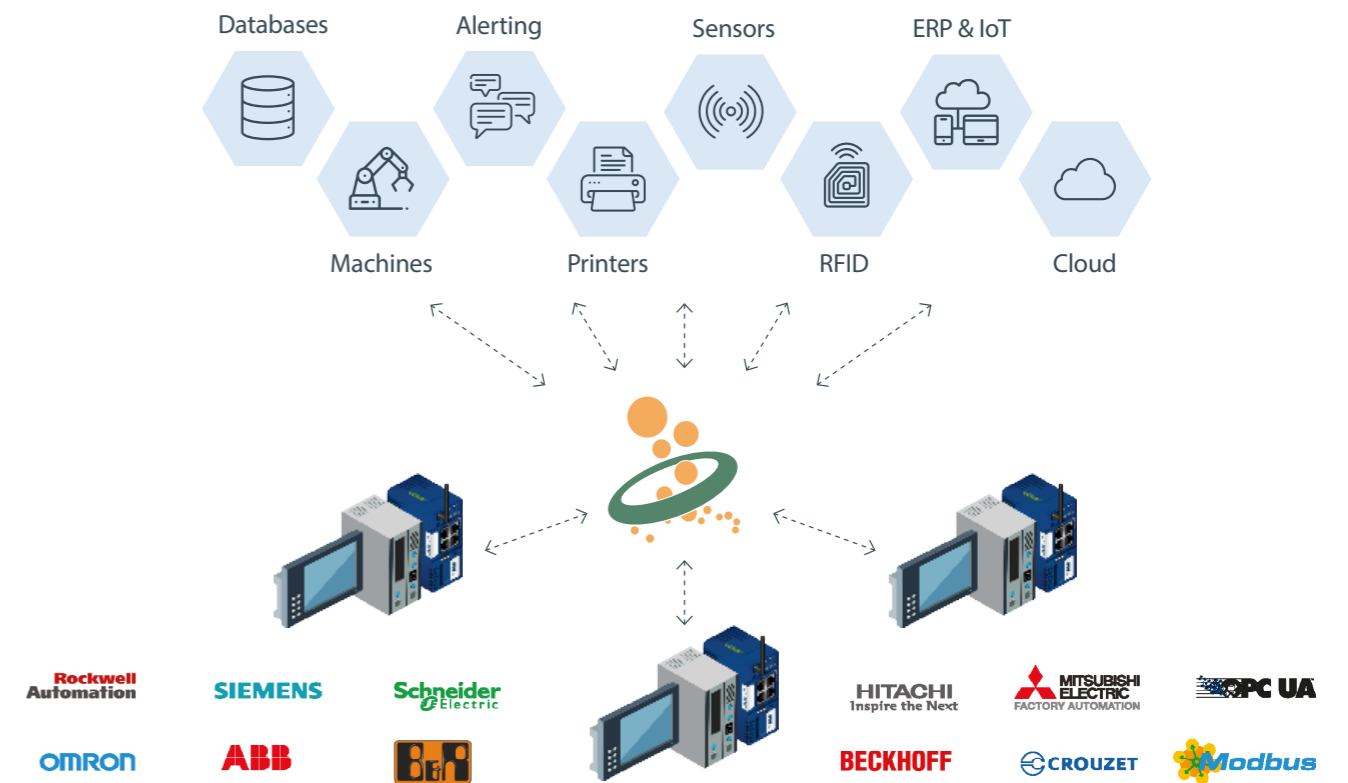 Databases
Alerting
Sensors
ERP & IoT
Machines
Printers
RFID
Cloud
Rockwell
Automation
SIEMENS
Schneider
Electric
HITACHI
Inspire the Next
MITSUBISHI
ELECTRIC
FACTORY AUTOMATION
OPC UA
OMRON
ABB
B&R
BECKHOFF
CROUZET
Modbus